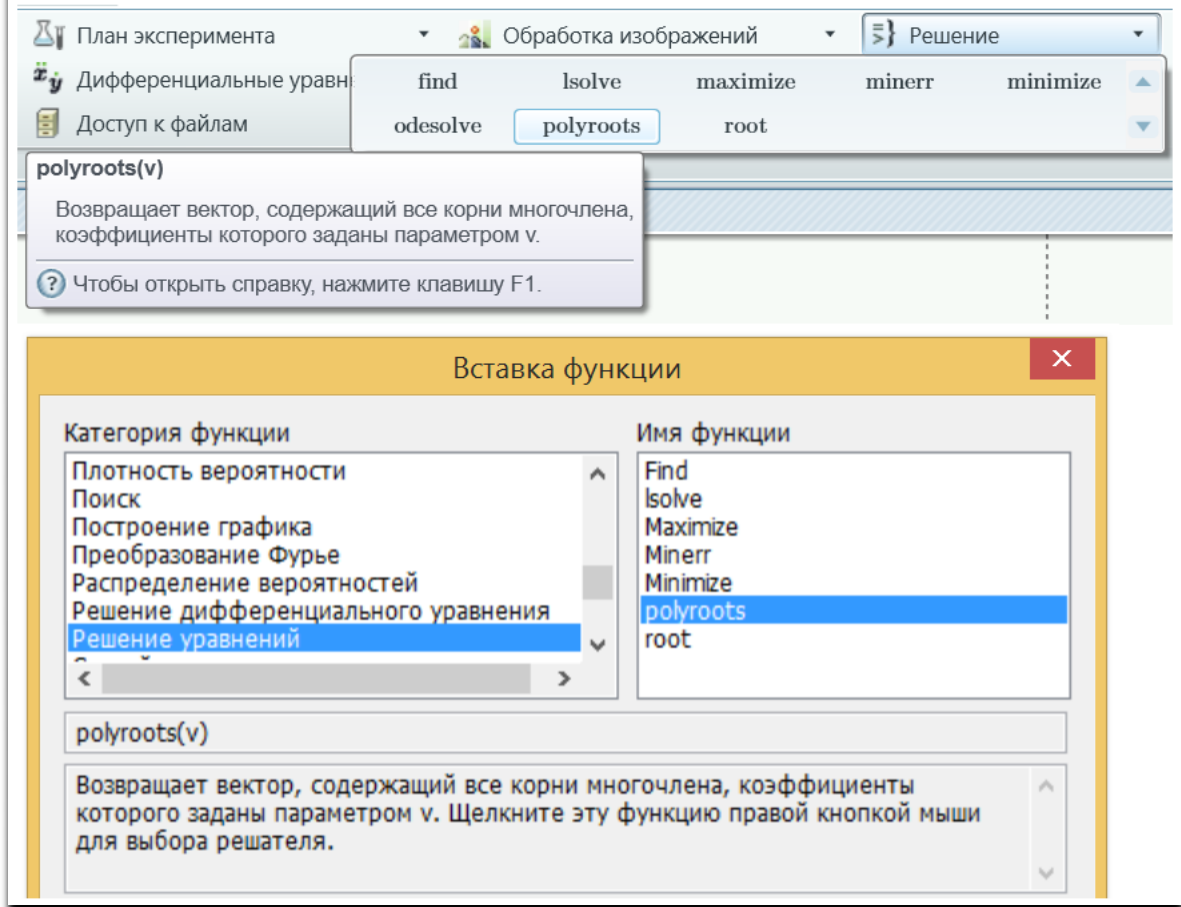 План эксперимента
Обработка изображений
Решение
Дифференциальные уравн
find lsolve maximize minerr minimize
Доступ к файлам
odesolve polyroots root
polyroots(v)
Возвращает вектор, содержащий все корни многочлена,
коэффициенты которого заданы параметром v.
Чтобы открыть справку, нажмите клавишу F1.
Вставка функции
Категория функции
Плотность вероятности
Поиск
Построение графика
Преобразование Фурье
Распределение вероятностей
Решение дифференциального уравнения
Решение уравнений
Имя функции
Find
lsolve
Maximize
Minerr
Minimize
polyroots
root
polyroots(v)
Возвращает вектор, содержащий все корни многочлена, коэффициенты
которого заданы параметром v. Щелкните эту функцию правой кнопкой мыши
для выбора решателя.